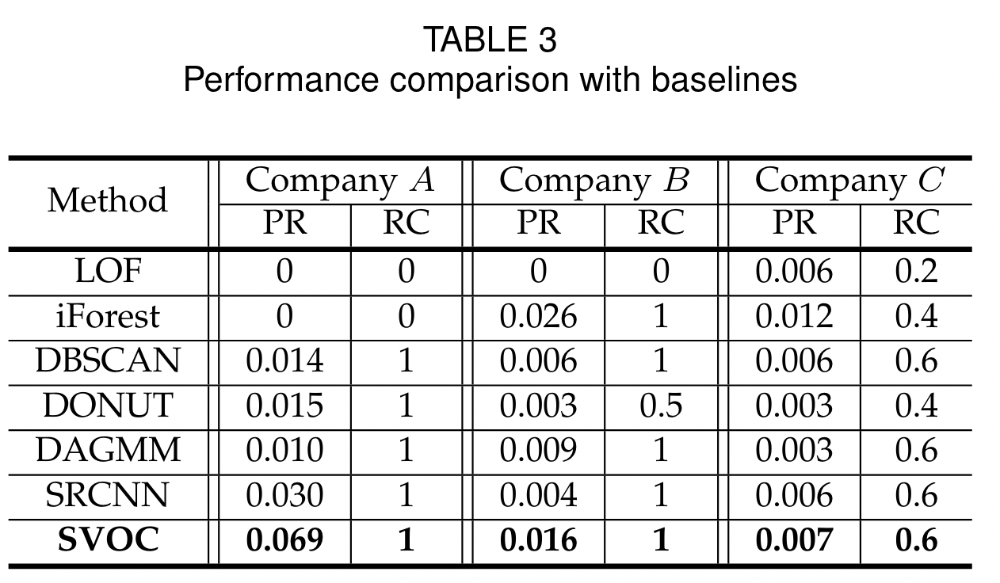 TABLE 3
Performance comparison with baselines
Method Company A Company B Company C
PR RC PR RC PR RC
LOF 0 0 0 0 0.006 0.2
iForest 0 0 0.026 1 0.012 0.4
DBSCAN 0.014 1 0.006 1 0.006 0.6
DONUT 0.015 1 0.003 0.5 0.003 0.4
DAGMM 0.010 1 0.009 1 0.003 0.6
SRCNN 0.030 1 0.004 1 0.006 0.6
SVOC 0.069 1 0.016 1 0.007 0.6